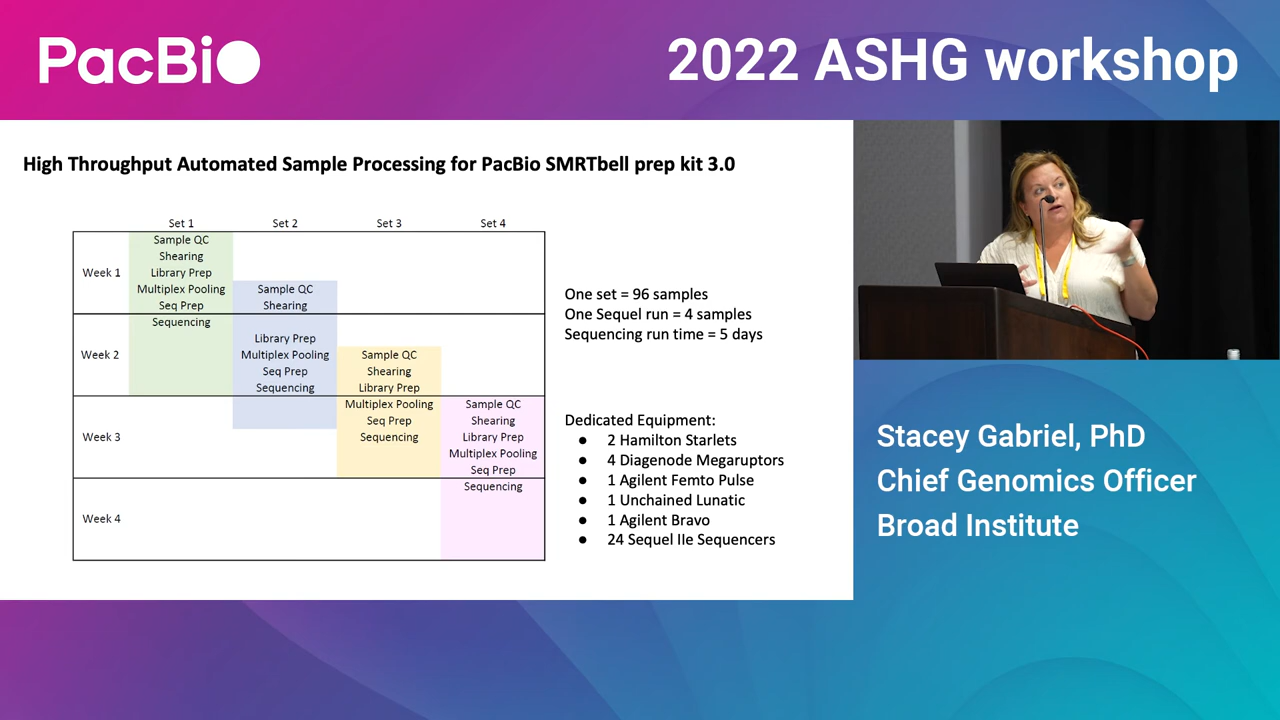 PacBio
2022 ASHG workshop
High Throughput Automated Sample Processing for PacBio SMRTbell prep kit 3.0
Set 1
Set 2
Set 3
Set 4
Week 1
Sample QC
Shearing
Library Prep
Multiplex Pooling
Seq Prep
Sequencing
Sample QC
Shearing
Week 2
Library Prep
Multiplex Pooling
Seq Prep
Sequencing
Sample QC
Shearing
Library Prep
Week 3
Multiplex Pooling
Seq Prep
Sequencing
Sample QC
Shearing
Library Prep
Multiplex Pooling
Seq Prep
Week 4
Sequencing
One set = 96 samples
One Sequel run = 4 samples
Sequencing run time = 5 days
Dedicated Equipment:
● 2 Hamilton Starlets
● 4 Diagenode Megaruptors
● 1 Agilent Femto Pulse
● 1 Unchained Lunatic
● 1 Agilent Bravo
● 24 Sequel IIe Sequencers
Stacey Gabriel, PhD
Chief Genomics Officer
Broad Institute